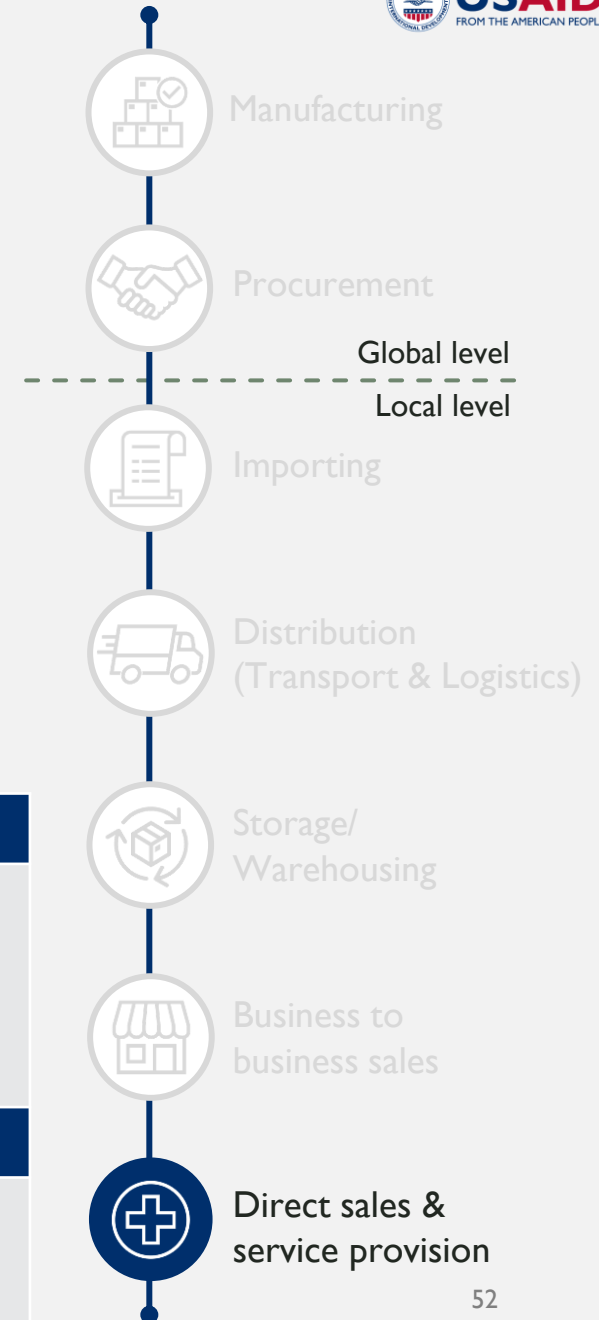 USAID
FROM THE AMERICAN PEOPL
Manufacturing
Procurement
Global level
Local level
Importing
Distribution
(Transport & Logistics)
Storage/
Warehousing
Business to
business sales
Direct sales &
service provision
52